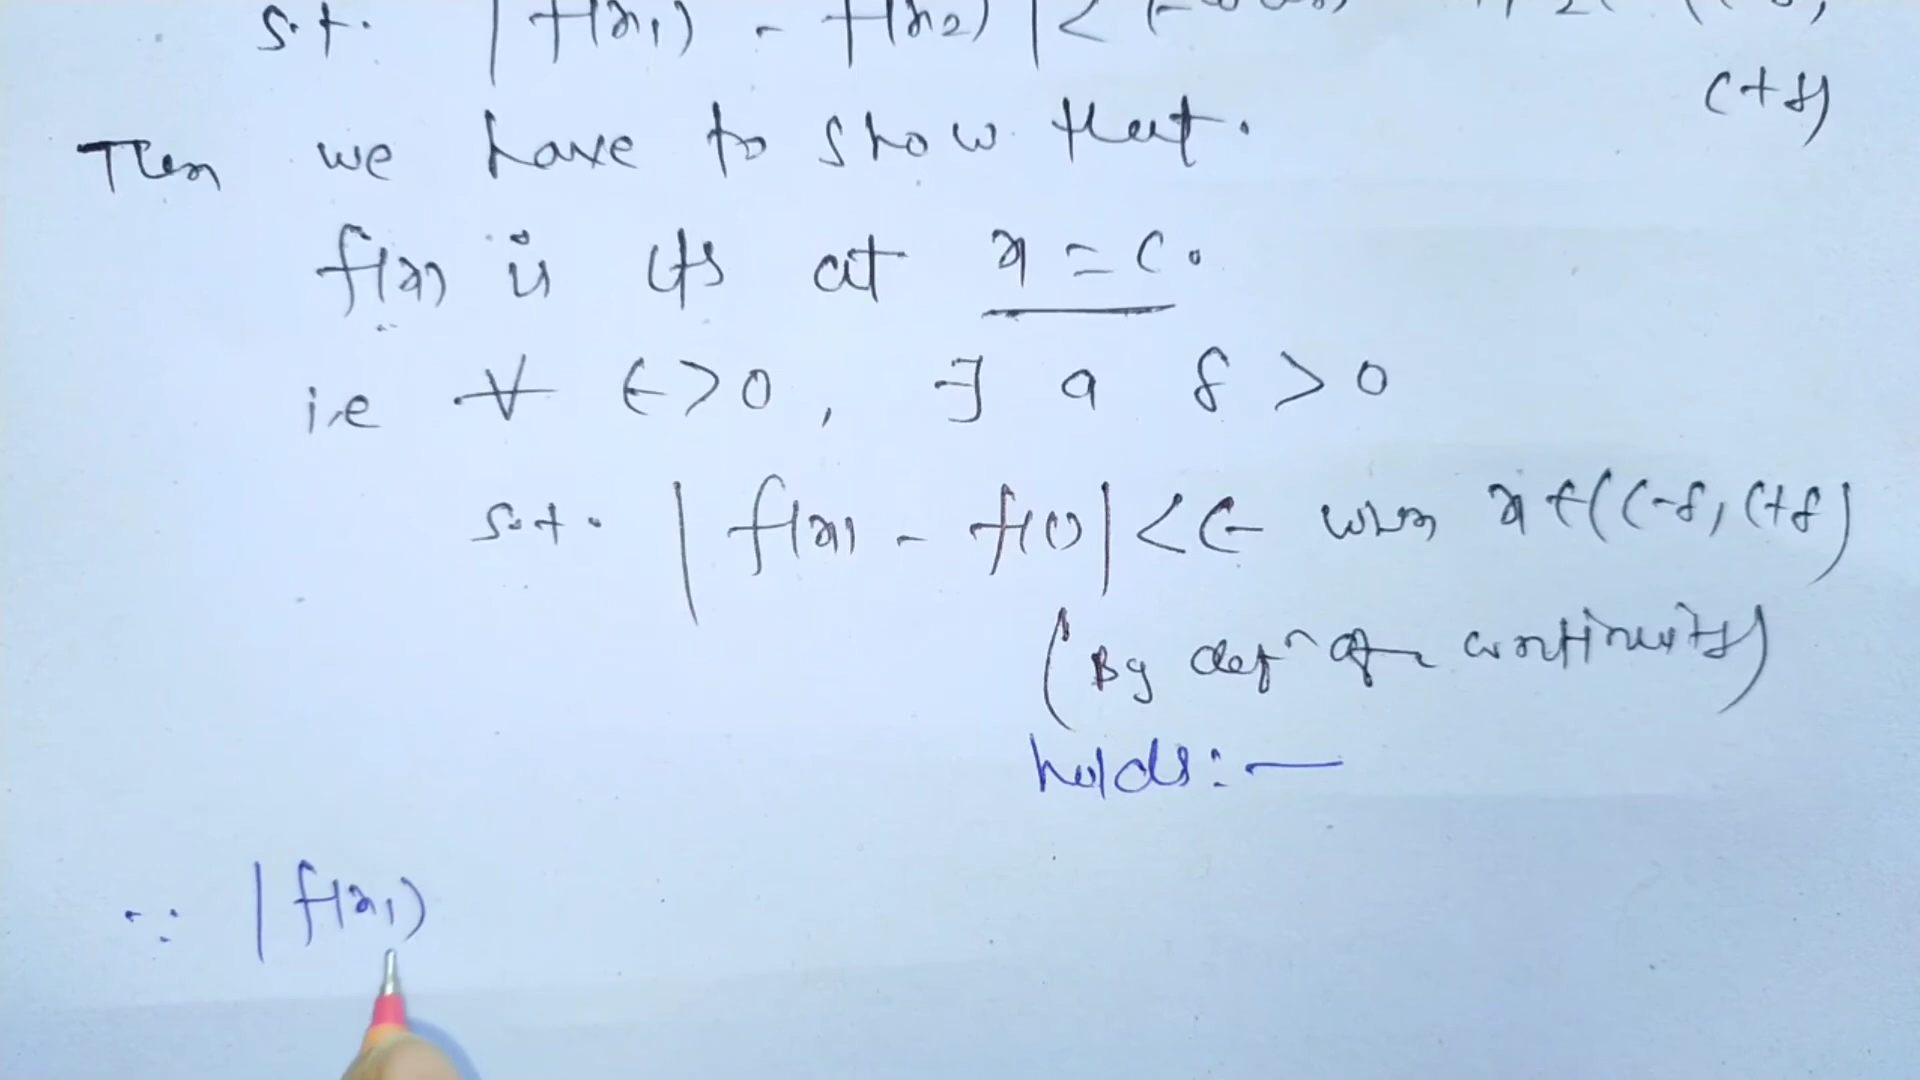 s.t. |f(x₁) - f(x₂)| < ∈
c+δ)
Then we have to show that.
f(x) is cts at x = c.
i.e ∀ ∈>0, ∃ a δ > 0
s.t. |f(x) - f(c)| < ∈ when x ∈ (c-δ, c+δ)
(By defⁿ of continuity)
holds:—
∵ |f(x₁)